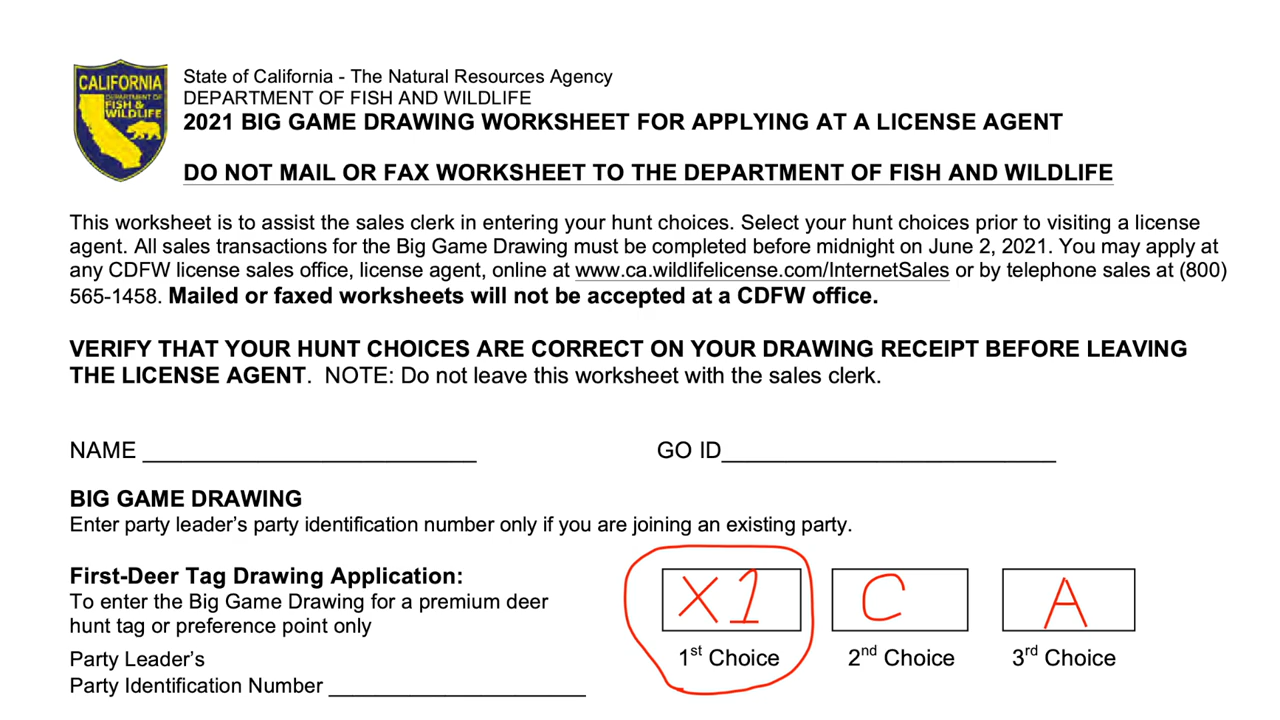 CALIFORNIA
DEPARTMENT OF
FISH &
WILDLIFE
State of California - The Natural Resources Agency
DEPARTMENT OF FISH AND WILDLIFE
2021 BIG GAME DRAWING WORKSHEET FOR APPLYING AT A LICENSE AGENT
DO NOT MAIL OR FAX WORKSHEET TO THE DEPARTMENT OF FISH AND WILDLIFE
This worksheet is to assist the sales clerk in entering your hunt choices. Select your hunt choices prior to visiting a license
agent. All sales transactions for the Big Game Drawing must be completed before midnight on June 2, 2021. You may apply at
any CDFW license sales office, license agent, online at www.ca.wildlifelicense.com/InternetSales or by telephone sales at (800)
565-1458. Mailed or faxed worksheets will not be accepted at a CDFW office.
VERIFY THAT YOUR HUNT CHOICES ARE CORRECT ON YOUR DRAWING RECEIPT BEFORE LEAVING
THE LICENSE AGENT. NOTE: Do not leave this worksheet with the sales clerk.
NAME ___________________________ GO ID___________________________
BIG GAME DRAWING
Enter party leader's party identification number only if you are joining an existing party.
First-Deer Tag Drawing Application:
To enter the Big Game Drawing for a premium deer
hunt tag or preference point only
X1 C A
1st Choice 2nd Choice 3rd Choice
Party Leader's
Party Identification Number _____________________